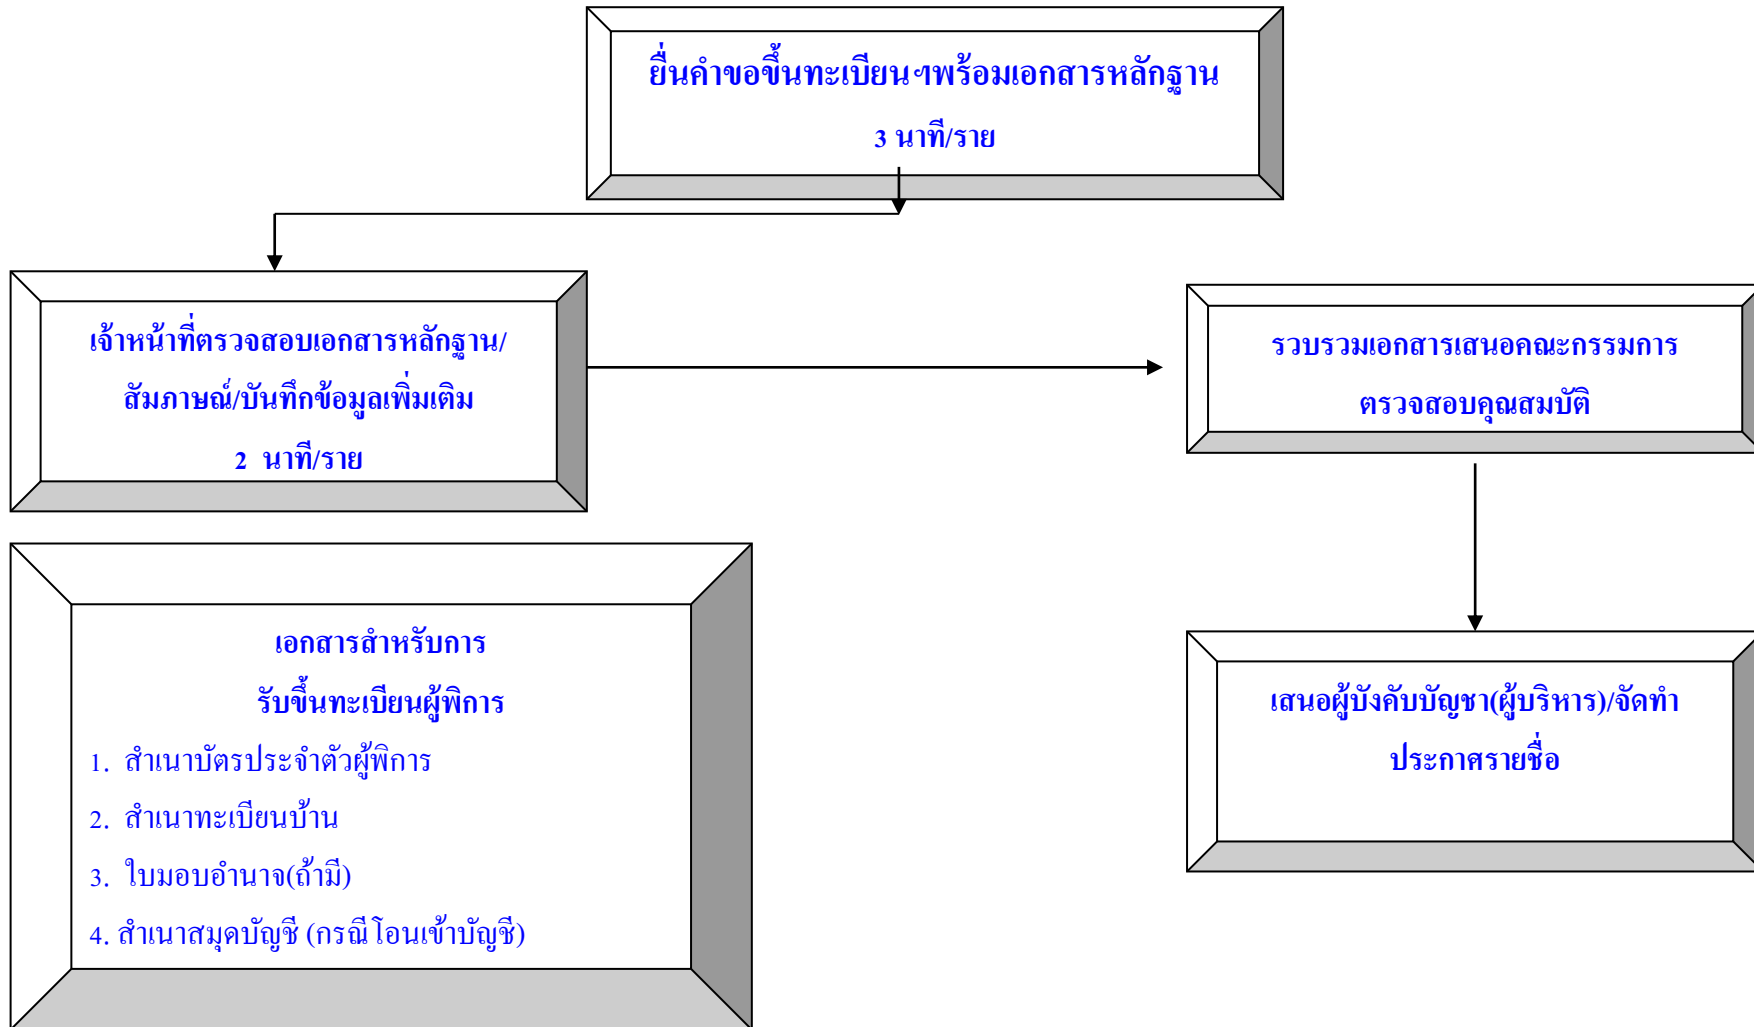 ยื่นคำขอขึ้นทะเบียนฯพร้อมเอกสารหลักฐาน
3 นาที/ราย
เจ้าหน้าที่ตรวจสอบเอกสารหลักฐาน/
สัมภาษณ์/บันทึกข้อมูลเพิ่มเติม
2 นาที/ราย
รวบรวมเอกสารเสนอคณะกรรมการ
ตรวจสอบคุณสมบัติ
เสนอผู้บังคับบัญชา(ผู้บริหาร)/จัดทำ
ประกาศรายชื่อ
เอกสารสำหรับการ
รับขึ้นทะเบียนผู้พิการ
1. สำเนาบัตรประจำตัวผู้พิการ
2. สำเนาทะเบียนบ้าน
3. ใบมอบอำนาจ(ถ้ามี)
4. สำเนาสมุดบัญชี (กรณีโอนเข้าบัญชี)